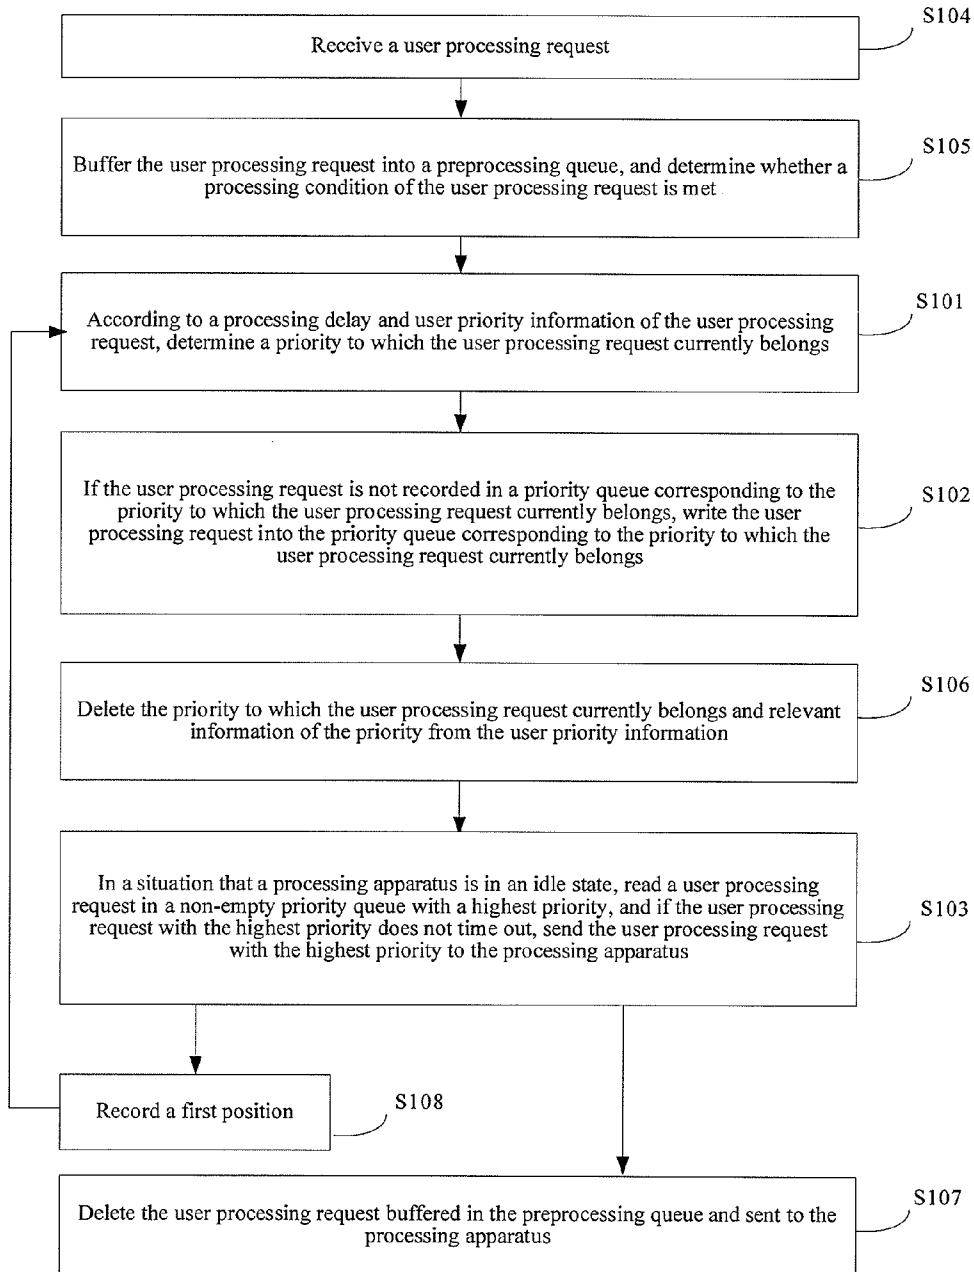 S104
Receive a user processing request
S105
Buffer the user processing request into a preprocessing queue, and determine whether a
processing condition of the user processing request is met
S101
According to a processing delay and user priority information of the user processing
request, determine a priority to which the user processing request currently belongs
S102
If the user processing request is not recorded in a priority queue corresponding to the
priority to which the user processing request currently belongs, write the user
processing request into the priority queue corresponding to the priority to which the
user processing request currently belongs
S106
Delete the priority to which the user processing request currently belongs and relevant
information of the priority from the user priority information
S103
In a situation that a processing apparatus is in an idle state, read a user processing
request in a non-empty priority queue with a highest priority, and if the user processing
request with the highest priority does not time out, send the user processing request
with the highest priority to the processing apparatus
S108
Record a first position
S107
Delete the user processing request buffered in the preprocessing queue and sent to the
processing apparatus